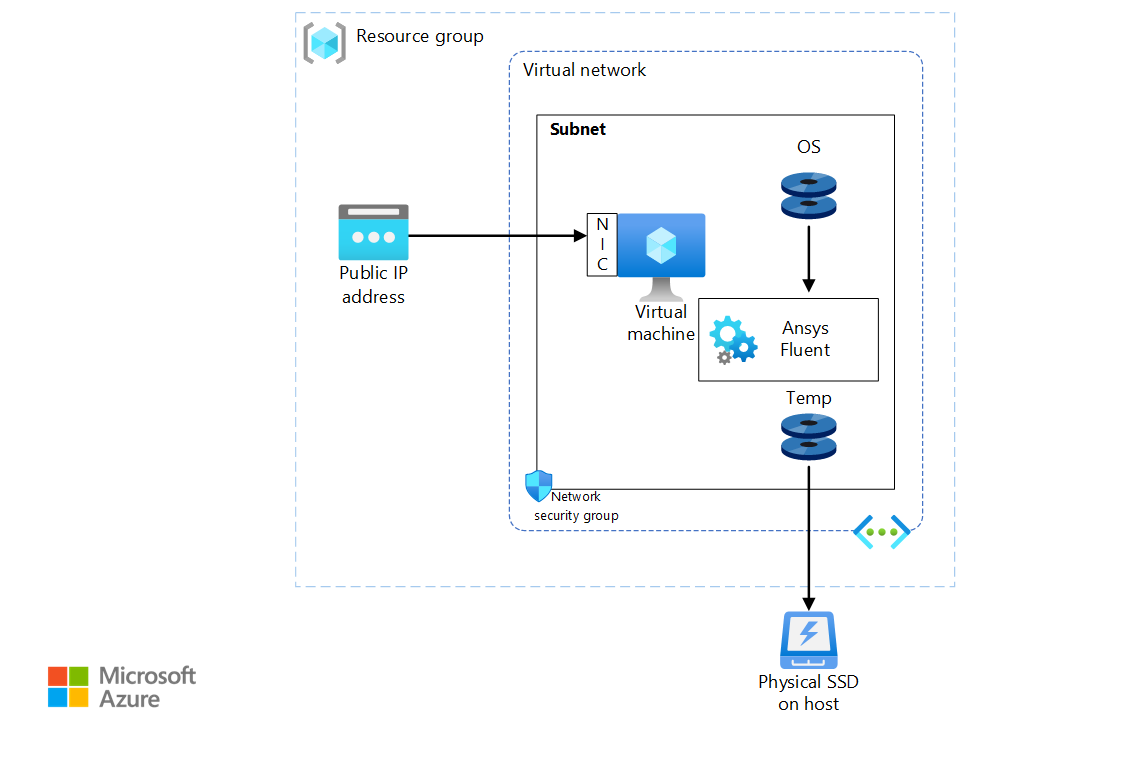 Resource group
Virtual network
Subnet
OS
N
I
C
Public IP
address
Virtual
machine
Ansys
Fluent
Temp
Network
security group
Physical SSD
on host
Microsoft
Azure